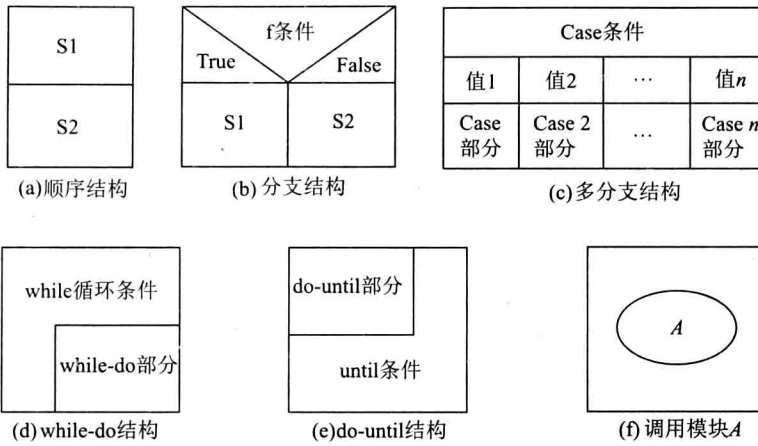 S1
S2
(a)顺序结构
f条件
True
False
S1
S2
(b)分支结构
Case条件
值1
值2
…
值n
Case
部分
Case 2
部分
…
Case n
部分
(c)多分支结构
while循环条件
while-do部分
(d)while-do结构
do-until部分
until条件
(e)do-until结构
A
(f)调用模块A